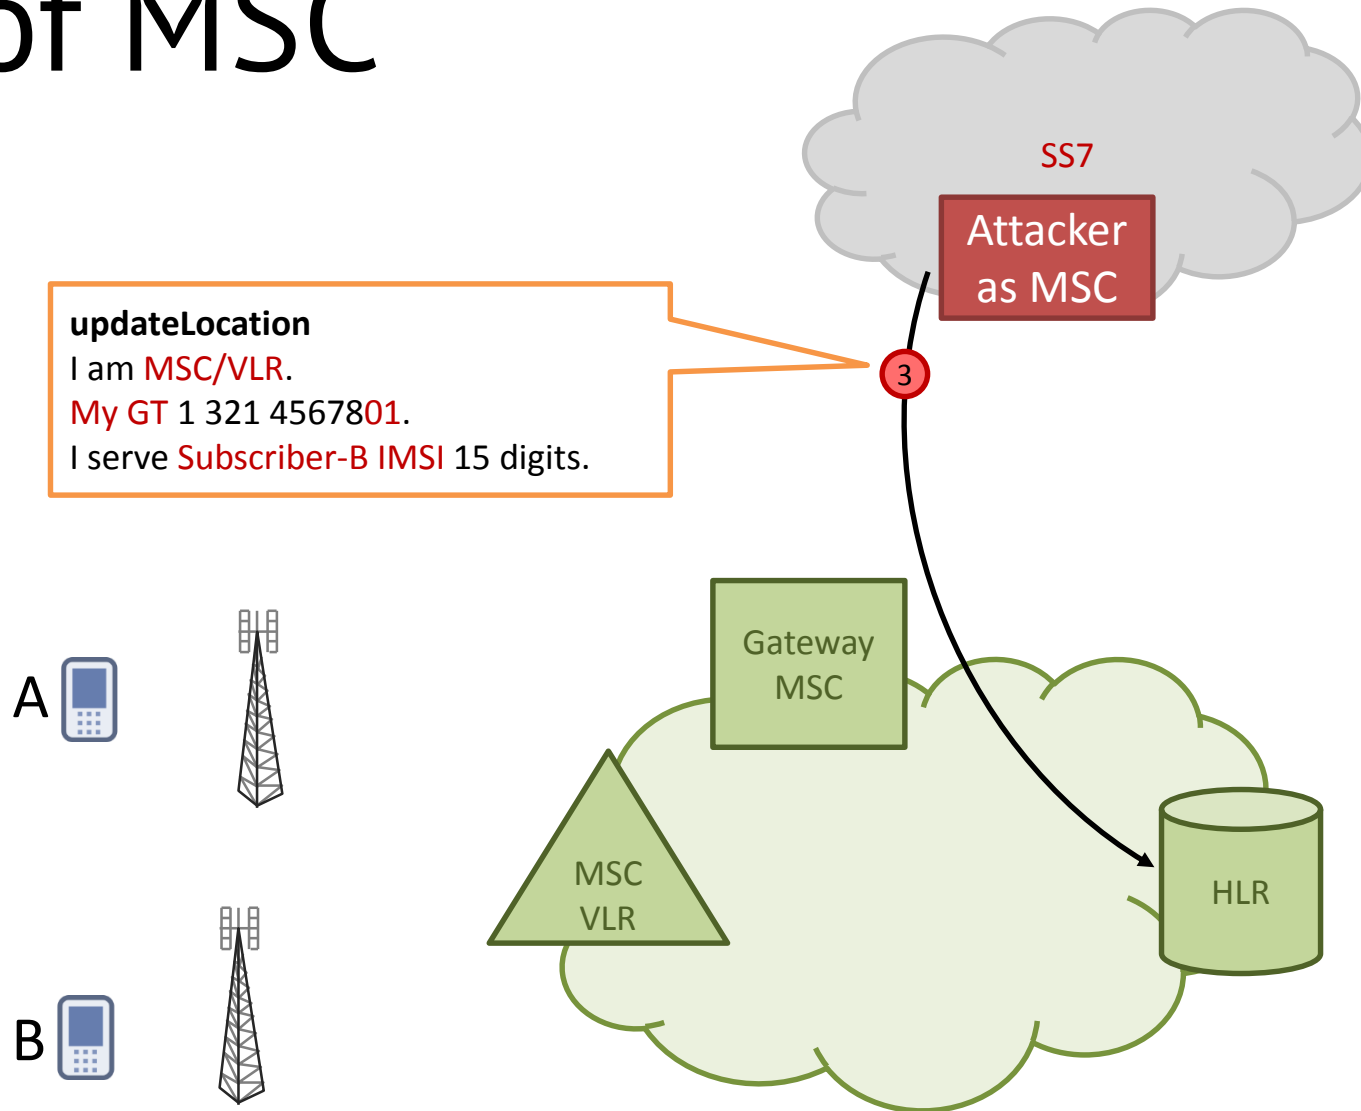 of MSC
SS7
Attacker
as MSC
updateLocation
I am MSC/VLR.
My GT 1 321 4567801.
I serve Subscriber-B IMSI 15 digits.
3
Gateway
MSC
A
MSC
VLR
HLR
B